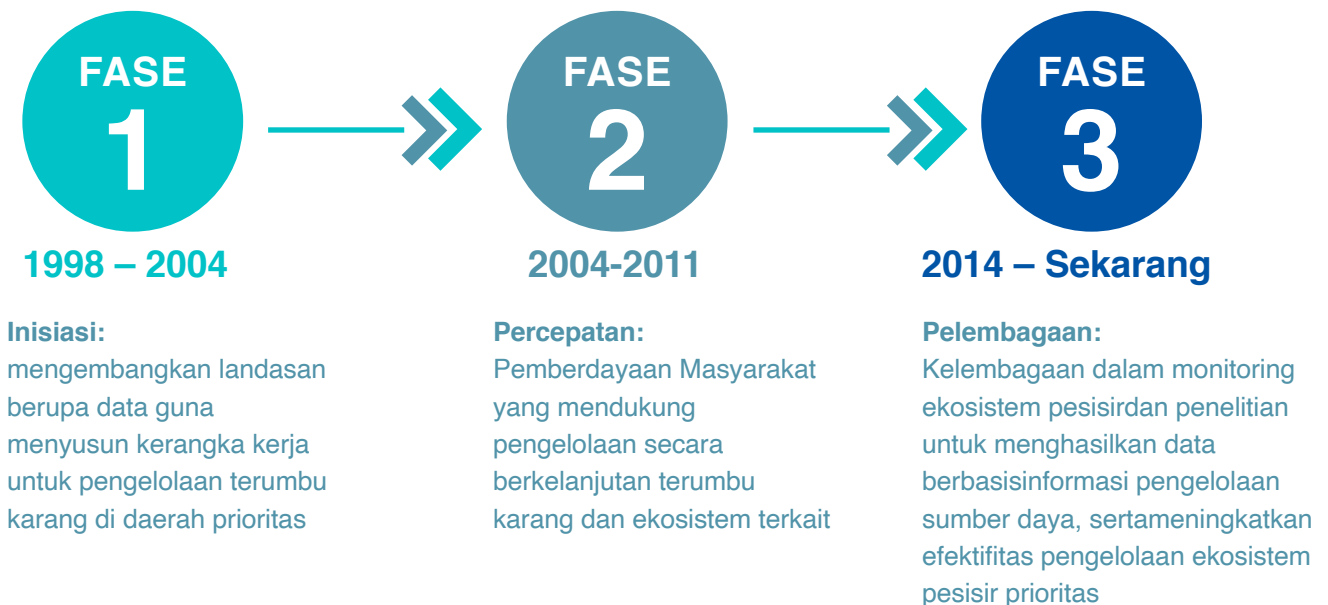 FASE
1
1998 – 2004
Inisiasi:
mengembangkan landasan
berupa data guna
menyusun kerangka kerja
untuk pengelolaan terumbu
karang di daerah prioritas
FASE
2
2004-2011
Percepatan:
Pemberdayaan Masyarakat
yang mendukung
pengelolaan secara
berkelanjutan terumbu
karang dan ekosistem terkait
FASE
3
2014 – Sekarang
Pelembagaan:
Kelembagaan dalam monitoring
ekosistem pesisirdan penelitian
untuk menghasilkan data
berbasisinformasi pengelolaan
sumber daya, sertameningkatkan
efektifitas pengelolaan ekosistem
pesisir prioritas